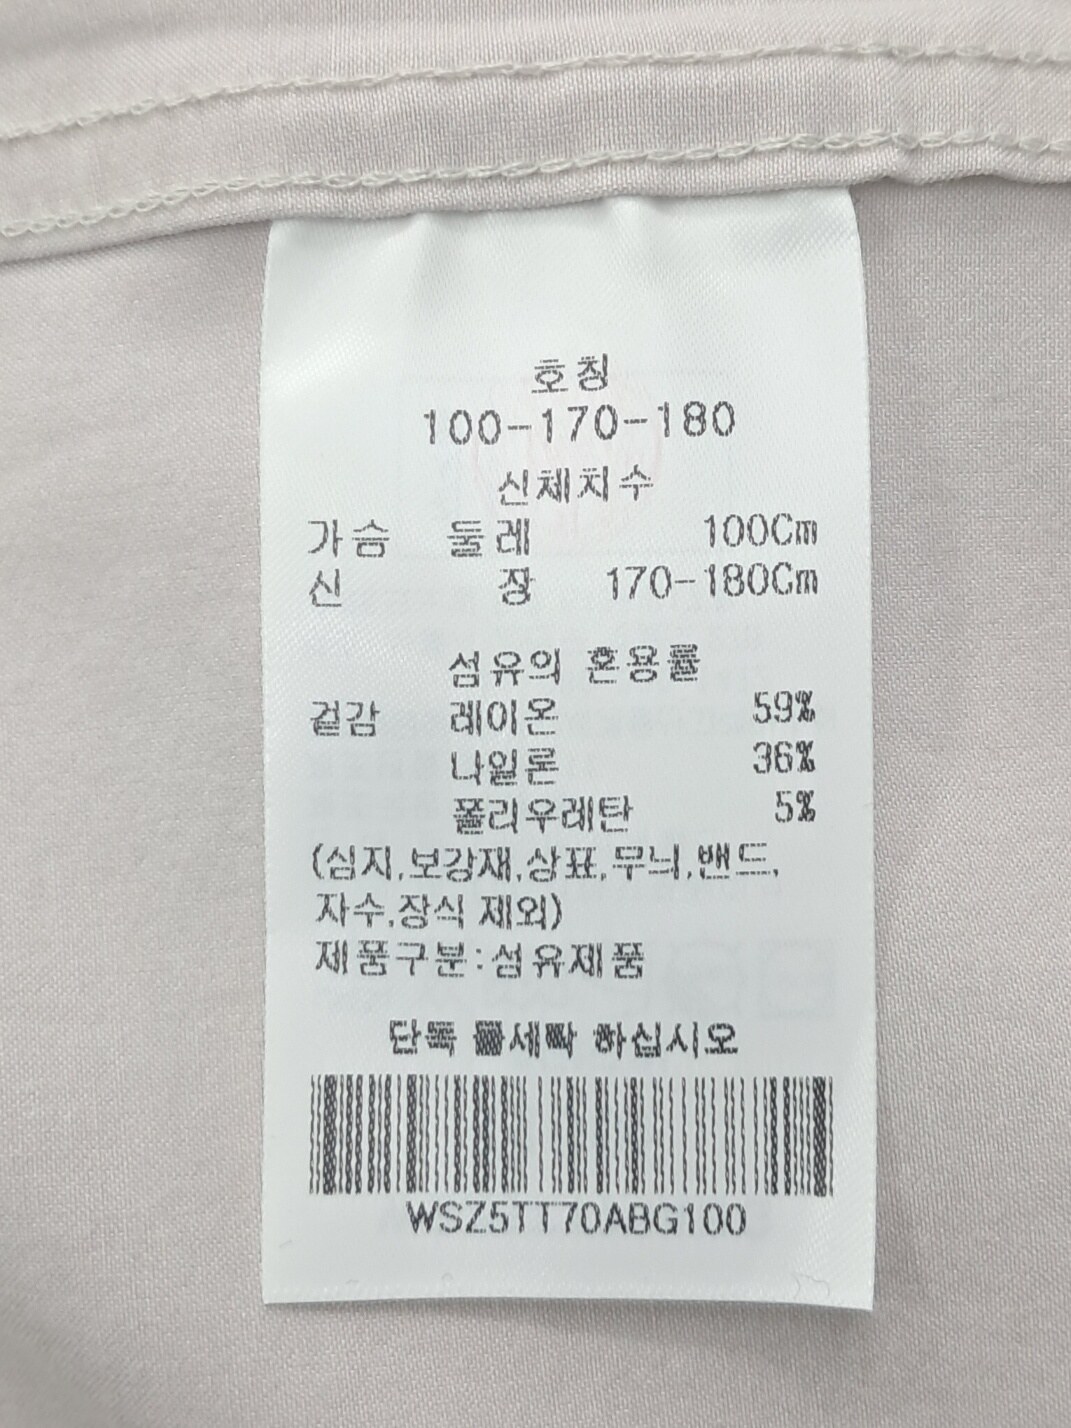 호칭
100-170-180
신체치수
가슴 둘레 100Cm
신 장 170-180Cm
섬유의 혼용률
겉감 레이온 59%
나일론 36%
폴리우레탄 5%
(심지,보강재,상표,무늬,밴드,
자수,장식 제외)
제품구분:섬유제품
단독 물세탁 하십시오
WSZ5TT70ABG100